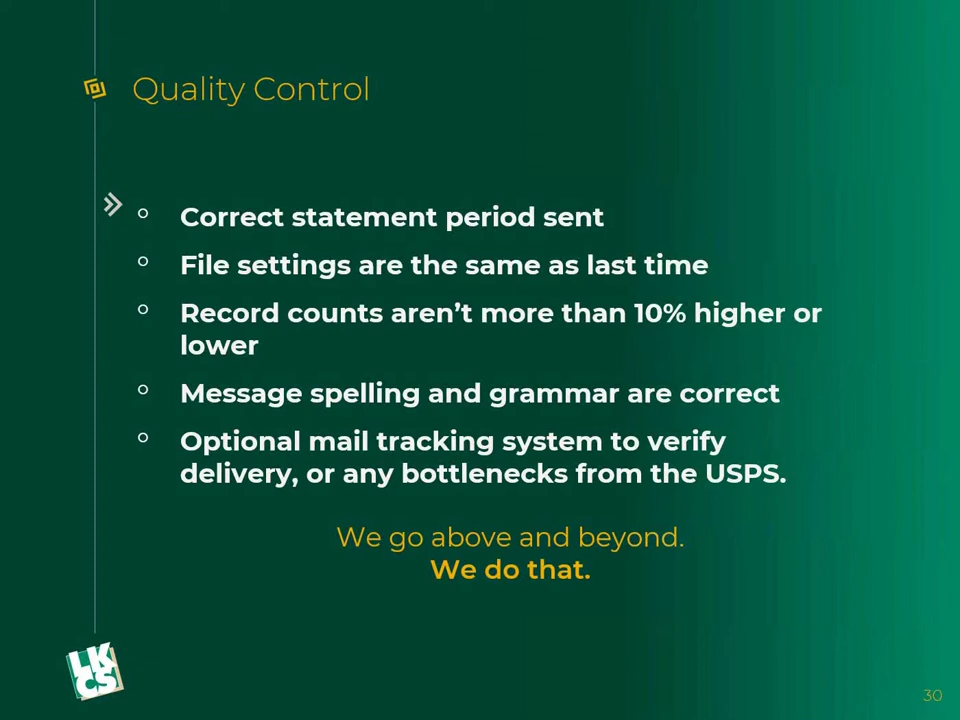 Quality Control
Correct statement period sent
File settings are the same as last time
Record counts aren’t more than 10% higher or
lower
Message spelling and grammar are correct
Optional mail tracking system to verify
delivery, or any bottlenecks from the USPS.
We go above and beyond.
We do that.
LK
CS
30